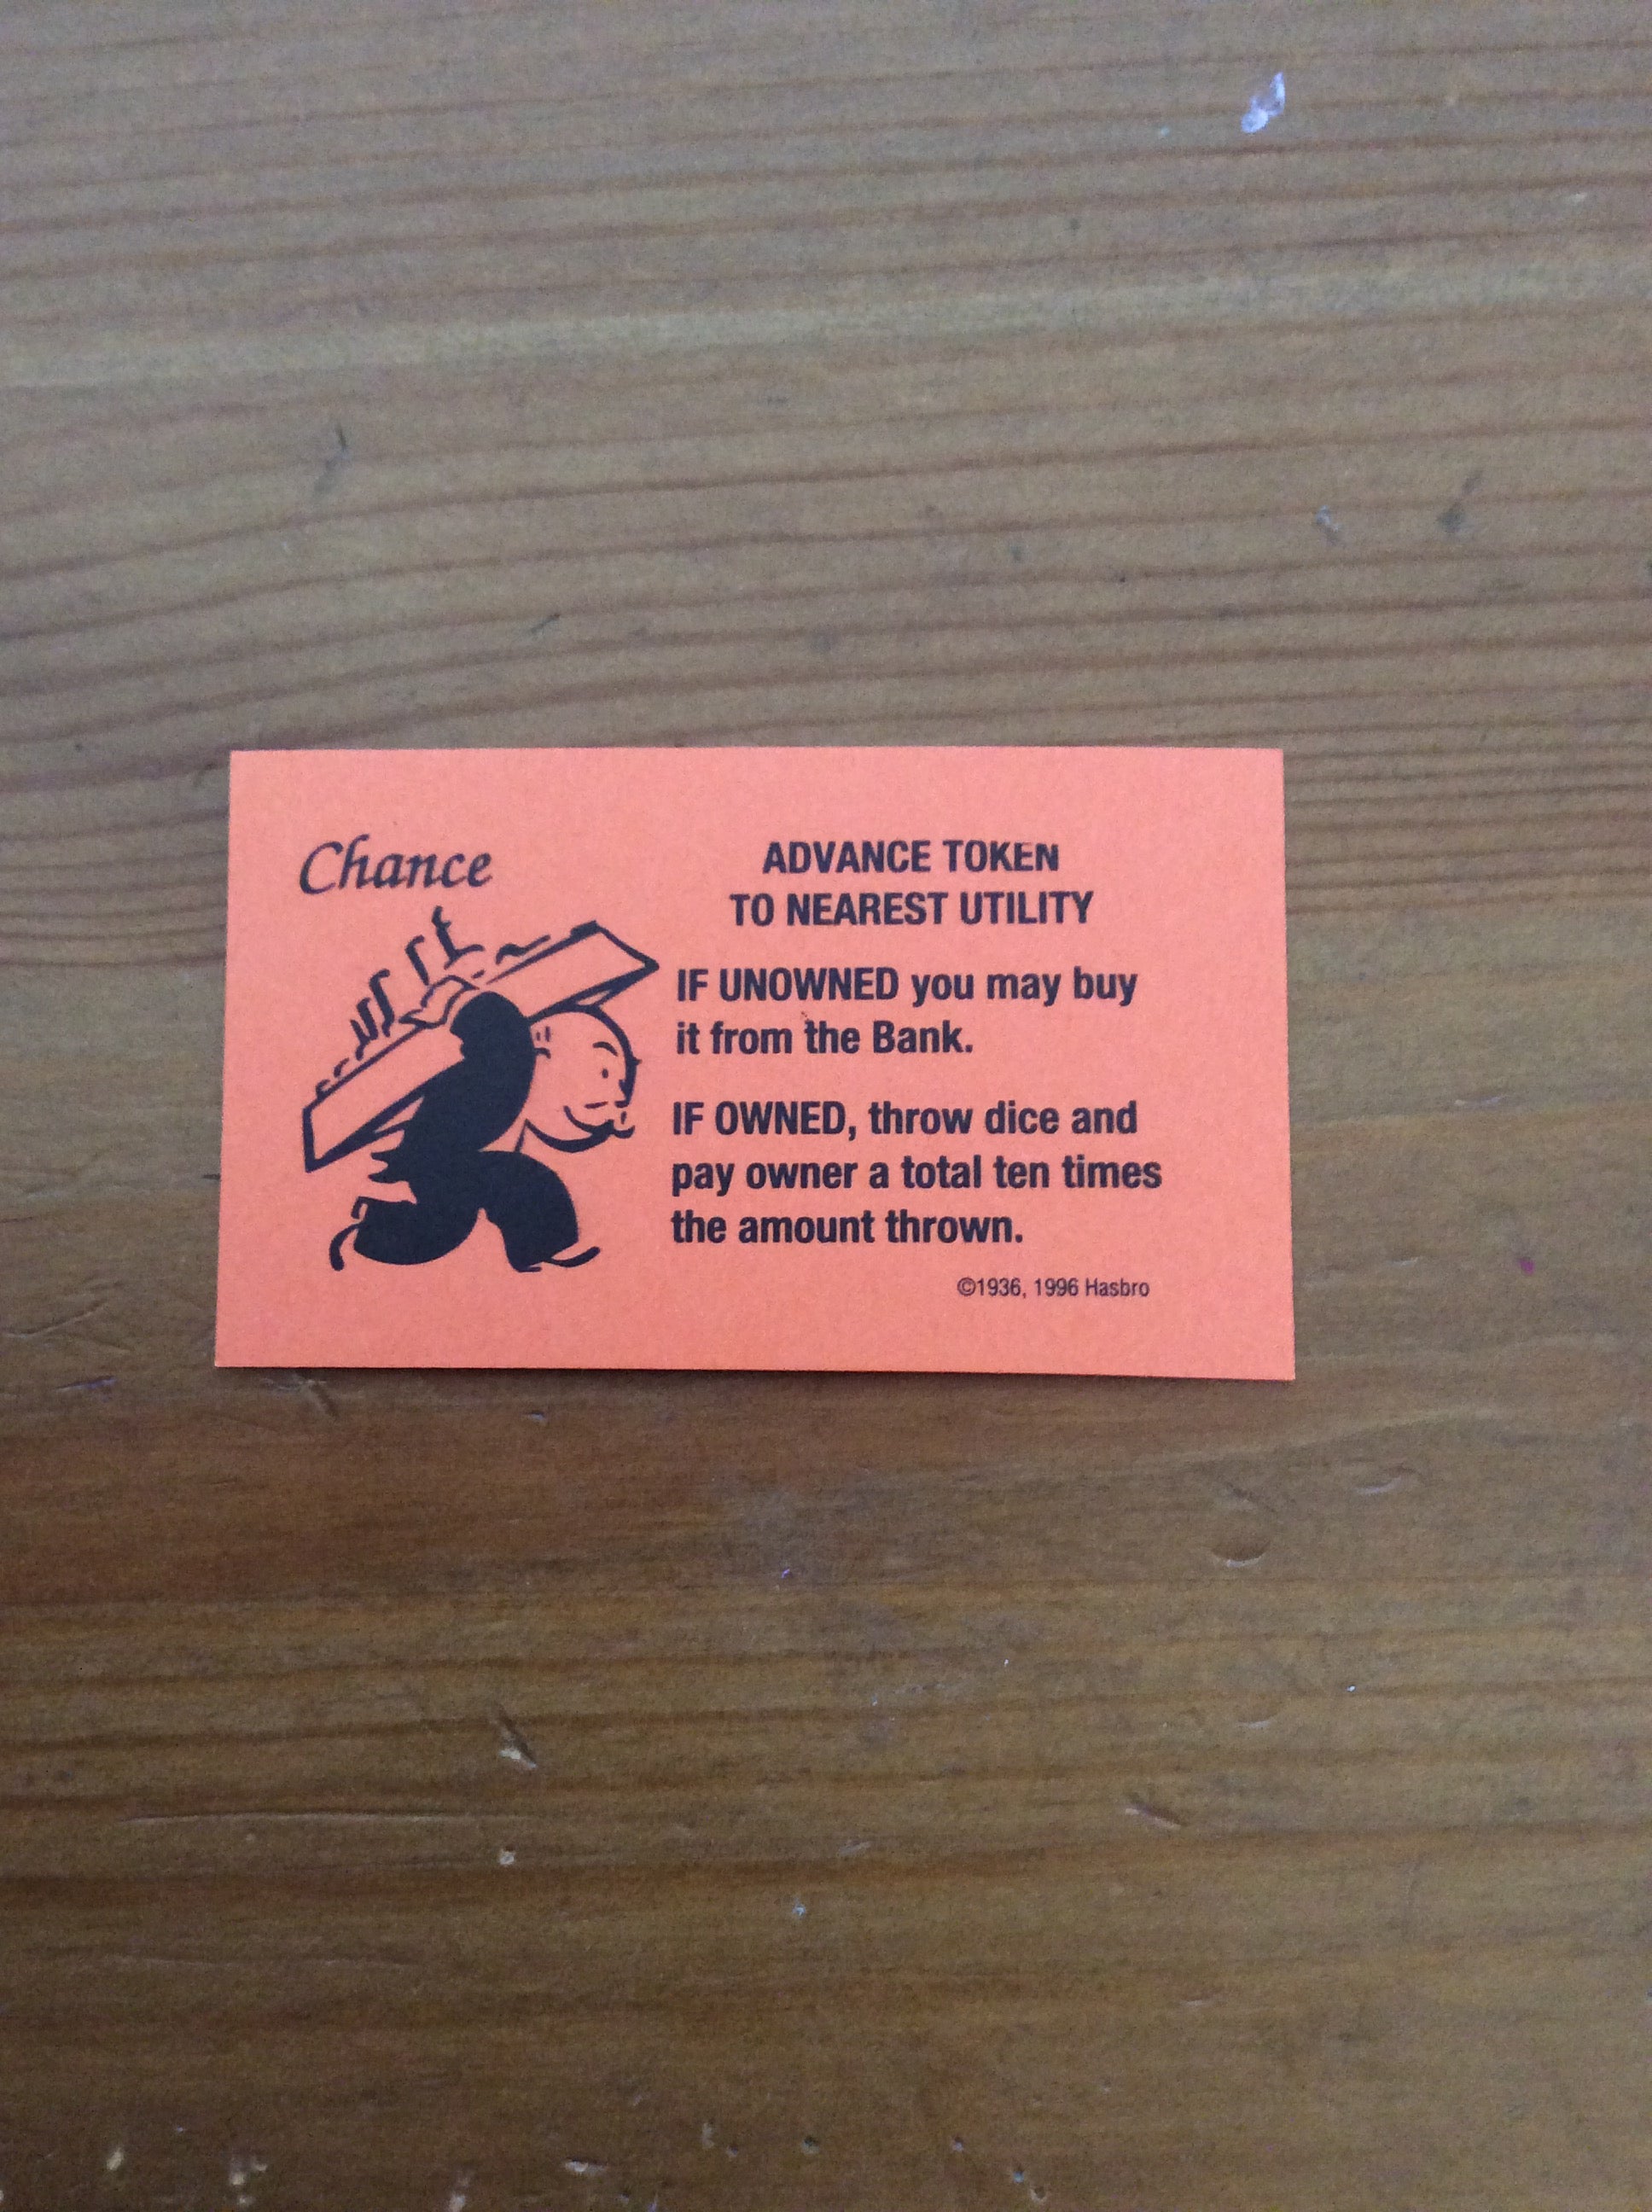 Chance
ADVANCE TOKEN
TO NEAREST UTILITY
IF UNOWNED you may buy
it from the Bank.
IF OWNED, throw dice and
pay owner a total ten times
the amount thrown.
©1936, 1996 Hasbro